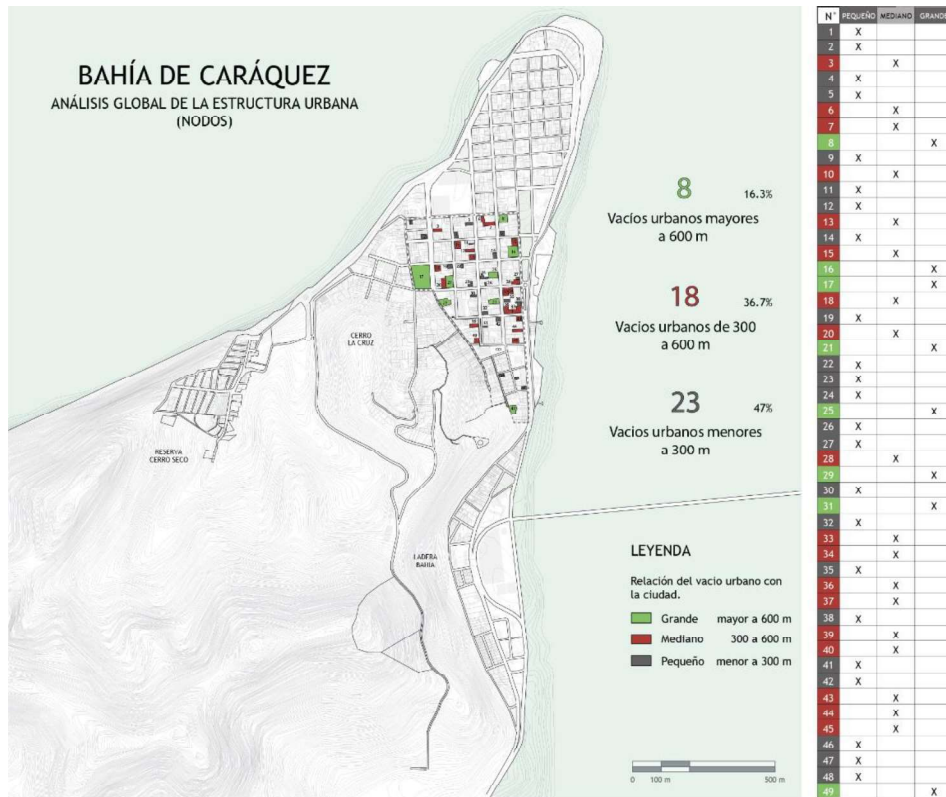 BAHÍA DE CARÁQUEZ
ANÁLISIS GLOBAL DE LA ESTRUCTURA URBANA
(NODOS)
8 16.3%
Vacíos urbanos mayores
a 600 m
18 36.7%
Vacios urbanos de 300
a 600 m
23 47%
Vacios urbanos menores
a 300 m
CERRO
LA CRUZ
RESERVA
CERRO SECO
LADERA
BAHIA
LEYENDA
Relación del vacio urbano con
la ciudad.
Grande mayor a 600 m
Mediano 300 a 600 m
Pequeño menor a 300 m
0 100 m 500 m
N° PEQUEÑO MEDIANO GRANDE
1 X
2 X
3 X
4 X
5 X
6 X
7 X
8 X
9 X
10 X
11 X
12 X
13 X
14 X
15 X
16 X
17 X
18 X
19 X
20 X
21 X
22 X
23 X
24 X
25 X
26 X
27 X
28 X
29 X
30 X
31 X
32 X
33 X
34 X
35 X
36 X
37 X
38 X
39 X
40 X
41 X
42 X
43 X
44 X
45 X
46 X
47 X
48 X
49 X